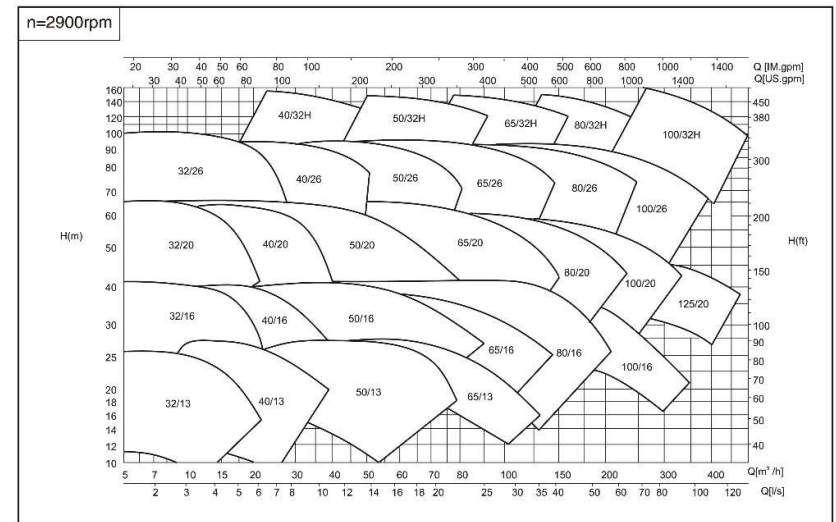 n=2900rpm
20 30 40 50 60 80 100 200 300 400 600 800 1000 1400 Q [IM.gpm]
30 40 50 60 80 100 200 300 400 500 600 800 1000 1400 Q[US.gpm]
160
140
120
100
90
80
70
60
50
40
30
25
20
18
16
14
12
10
H(m)
450
380
300
200
150
100
90
80
70
60
50
40
H(ft)
40/32H 50/32H 65/32H 80/32H 100/32H
32/26 40/26 50/26 65/26 80/26 100/26
32/20 40/20 50/20 65/20 80/20 100/20 125/20
32/16 40/16 50/16 65/16 80/16 100/16
32/13 40/13 50/13 65/13
5 7 10 15 20 30 40 50 60 70 80 100 150 200 300 400 Q[m³ /h]
2 3 4 5 6 7 8 10 12 14 16 18 20 25 30 35 40 50 60 70 80 100 120 Q[l/s]